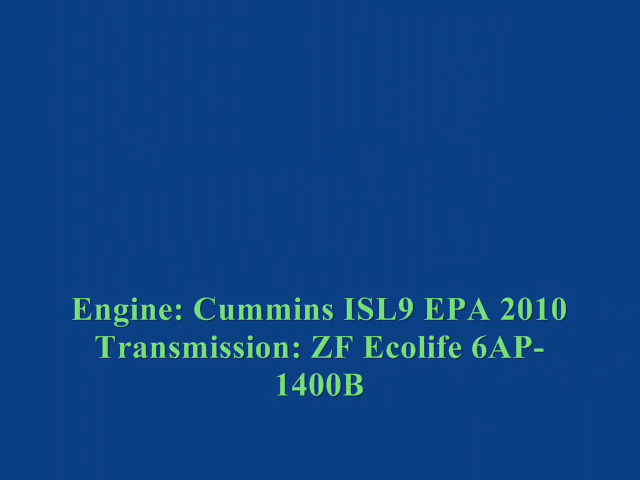 Engine: Cummins ISL9 EPA 2010
Transmission: ZF Ecolife 6AP-
1400B